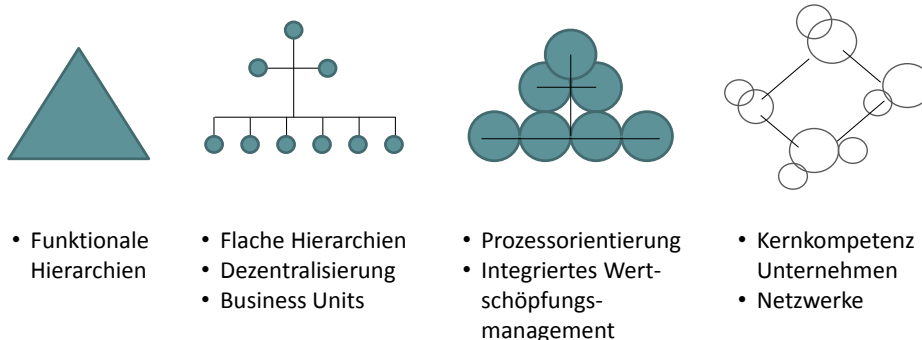 • Funktionale
Hierarchien
• Flache Hierarchien
• Dezentralisierung
• Business Units
• Prozessorientierung
• Integriertes Wert-
schöpfungs-
management
• Kernkompetenz
Unternehmen
• Netzwerke